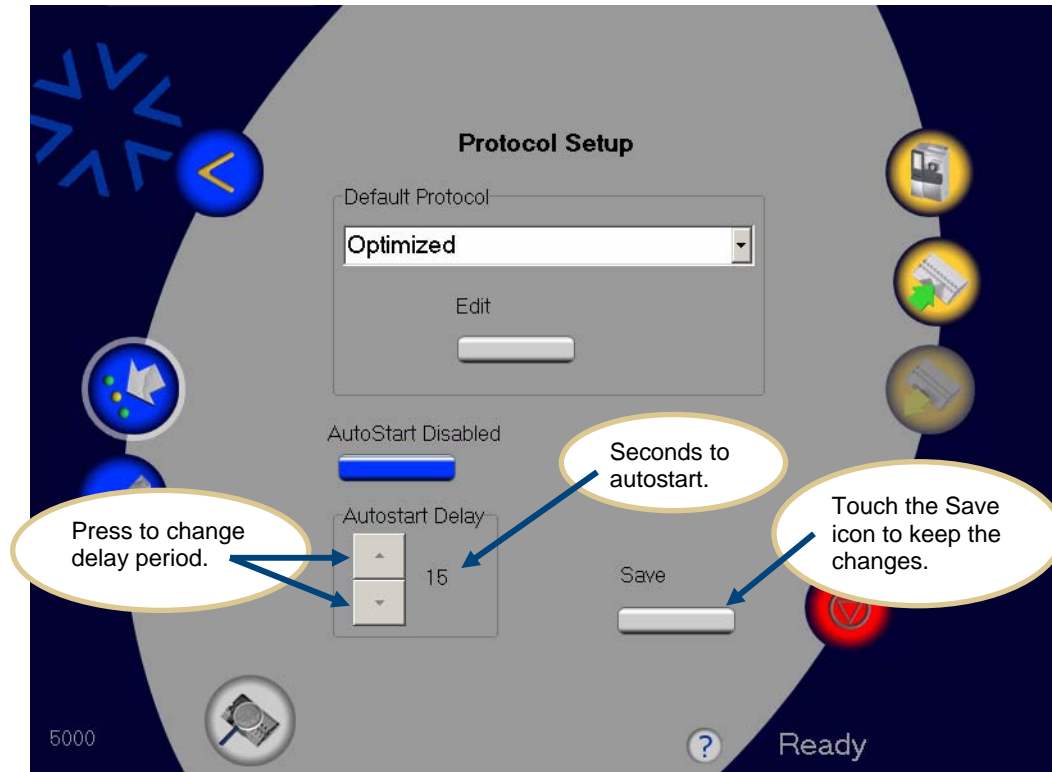 Protocol Setup
Default Protocol
Optimized
Edit
AutoStart Disabled
Seconds to
autostart.
Press to change
delay period.
Autostart Delay
15
Touch the Save
icon to keep the
changes.
Save
5000
?
Ready